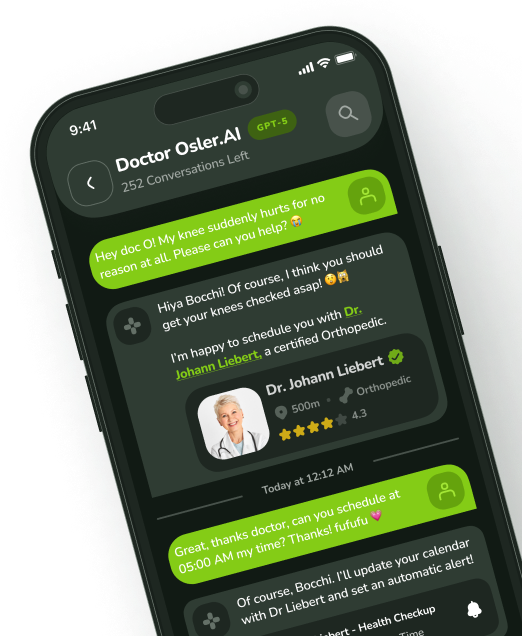 9:41
Doctor Osler.AI GPT-5
252 Conversations Left
Hey doc O! My knee suddenly hurts for no
reason at all. Please can you help? 😭
Hiya Bocchi! Of course, I think you should
get your knees checked asap! 🤒🙀
I'm happy to schedule you with Dr.
Johann Liebert, a certified Orthopedic.
Dr. Johann Liebert
500m • Orthopedic
4.3
Today at 12:12 AM
Great, thanks doctor, can you schedule at
05:00 AM my time? Thanks! fufufu 💗
Of course, Bocchi. I'll update your calendar
with Dr Liebert and set an automatic alert!
- Health Checkup
Time